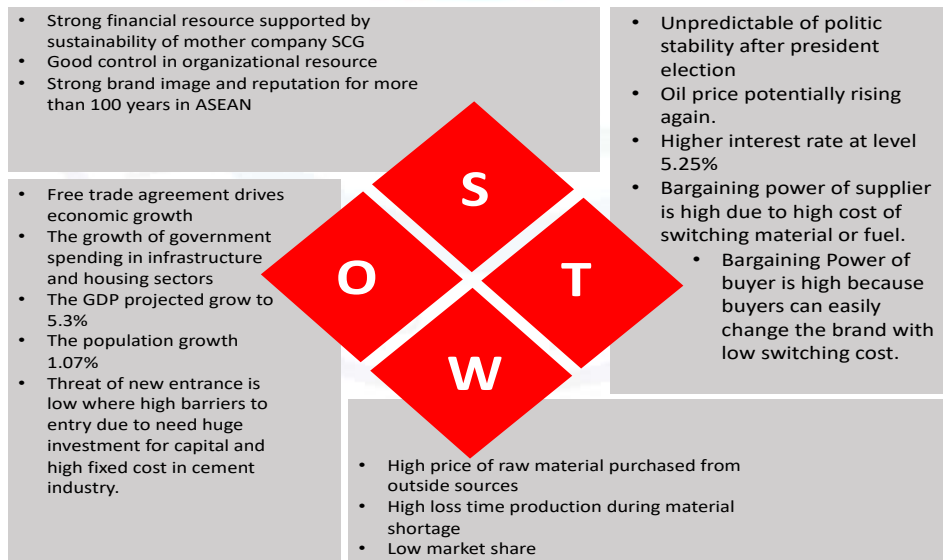 • Strong financial resource supported by
sustainability of mother company SCG
• Good control in organizational resource
• Strong brand image and reputation for more
than 100 years in ASEAN
• Unpredictable of politic
stability after president
election
• Oil price potentially rising
again.
• Higher interest rate at level
5.25%
• Bargaining power of supplier
is high due to high cost of
switching material or fuel.
• Bargaining Power of
buyer is high because
buyers can easily
change the brand with
low switching cost.
• Free trade agreement drives
economic growth
• The growth of government
spending in infrastructure
and housing sectors
• The GDP projected grow to
5.3%
• The population growth
1.07%
• Threat of new entrance is
low where high barriers to
entry due to need huge
investment for capital and
high fixed cost in cement
industry.
S
O
T
W
• High price of raw material purchased from
outside sources
• High loss time production during material
shortage
• Low market share